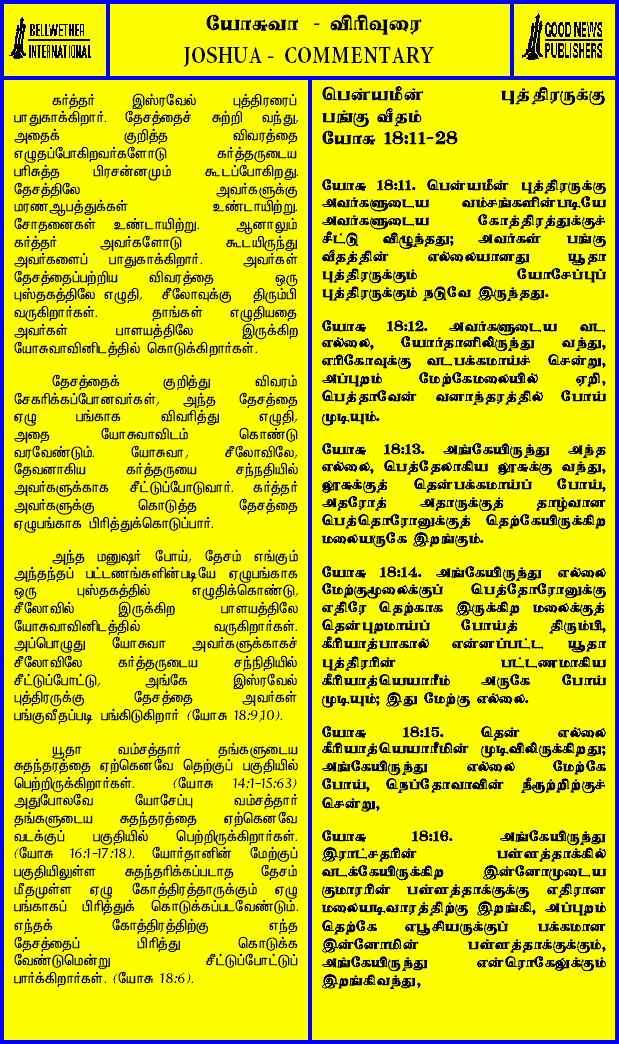 BELLWETHER
INTERNATIONAL
யோசுவா - விரிவுரை
JOSHUA - COMMENTARY
GOOD NEWS
PUBLISHERS
கர்த்தர் இஸ்ரவேல் புத்திரரைப்
பாதுகாக்கிறார். தேசத்தைச் சுற்றி வந்து,
அதைக் குறித்த விவரத்தை
எழுதப்போகிறவர்களோடு கர்த்தருடைய
பரிசுத்த பிரசன்னமும் கூடப்போகிறது.
தேசத்திலே அவர்களுக்கு
மரணஆபத்துக்கள் உண்டாயிற்று.
சோதனைகள் உண்டாயிற்று. ஆனாலும்
கர்த்தர் அவர்களோடு கூடயிருந்து
அவர்களைப் பாதுகாக்கிறார். அவர்கள்
தேசத்தைப்பற்றிய விவரத்தை ஒரு
புஸ்தகத்திலே எழுதி, சீலோவுக்கு திரும்பி
வருகிறார்கள். தாங்கள் எழுதியதை
அவர்கள் பாளயத்திலே இருக்கிற
யோசுவாவினிடத்தில் கொடுக்கிறார்கள்.
தேசத்தைக் குறித்து விவரம்
சேகரிக்கப்போனவர்கள், அந்த தேசத்தை
ஏழு பங்காக விவரித்து எழுதி,
அதை யோசுவாவிடம் கொண்டு
வரவேண்டும். யோசுவா, சீலோவிலே,
தேவனாகிய கர்த்தருயை சந்நதியில்
அவர்களுக்காக சீட்டுப்போடுவார். கர்த்தர்
அவர்களுக்கு கொடுத்த தேசத்தை
ஏழுபங்காக பிரித்துக்கொடுப்பார்.
அந்த மனுஷர் போய், தேசம் எங்கும்
அந்தந்தப் பட்டணங்களின்படியே ஏழுபங்காக
ஒரு புஸ்தகத்தில் எழுதிக்கொண்டு,
சீலோவில் இருக்கிற பாளயத்திலே
யோசுவாவினிடத்தில் வருகிறார்கள்.
அப்பொழுது யோசுவா அவர்களுக்காகச்
சீலோவிலே கர்த்தருடைய சந்நிதியில்
சீட்டுப்போட்டு, அங்கே இஸ்ரவேல்
புத்திரருக்கு தேசத்தை அவர்கள்
பங்குவீதப்படி பங்கிடுகிறார் (யோசு 18:9,10).
யூதா வம்சத்தார் தங்களுடைய
சுதந்தரத்தை ஏற்கெனவே தெற்குப் பகுதியில்
பெற்றிருக்கிறார்கள். (யோசு 14:1-15:63)
அதுபோலவே யோசேப்பு வம்சத்தார்
தங்களுடைய சுதந்தரத்தை ஏற்கெனவே
வடக்குப் பகுதியில் பெற்றிருக்கிறார்கள்.
(யோசு 16:1-17:18). யோர்தானின் மேற்குப்
பகுதியிலுள்ள சுதந்தரிக்கப்படாத தேசம்
மீதமுள்ள ஏழு கோத்திரத்தாருக்கும் ஏழு
பங்காகப் பிரித்துக் கொடுக்கப்படவேண்டும்.
எந்தக் கோத்திரத்திற்கு எந்த
தேசத்தைப் பிரித்து கொடுக்க
வேண்டுமென்று சீட்டுப்போட்டுப்
பார்க்கிறார்கள். (யோசு 18:6).
பென்யமீன் புத்திரருக்கு
பங்கு வீதம்
யோசு 18:11-28
யோசு 18:11. பென்யமீன் புத்திரருக்கு
அவர்களுடைய வம்சங்களின்படியே
அவர்களுடைய கோத்திரத்துக்குச்
சீட்டு விழுந்தது; அவர்கள் பங்கு
வீதத்தின் எல்லையானது யூதா
புத்திரருக்கும் யோசேப்புப்
புத்திரருக்கும் நடுவே இருந்தது.
யோசு 18:12. அவர்களுடைய வட
எல்லை, யோர்தானிலிருந்து வந்து,
எரிகோவுக்கு வடபக்கமாய்ச் சென்று,
அப்புறம் மேற்கேமலையில் ஏறி,
பெத்தாவேன் வனாந்தரத்தில் போய்
முடியும்.
யோசு 18:13. அங்கேயிருந்து அந்த
எல்லை, பெத்தேலாகிய லூசுக்கு வந்து,
லூசுக்குத் தென்பக்கமாய்ப் போய்,
அதரோத் அதாருக்குத் தாழ்வான
பெத்தொரோனுக்குத் தெற்கேயிருக்கிற
மலையருகே இறங்கும்.
யோசு 18:14. அங்கேயிருந்து எல்லை
மேற்குமூலைக்குப் பெத்தோரோனுக்கு
எதிரே தெற்காக இருக்கிற மலைக்குத்
தென்புறமாய்ப் போய்த் திரும்பி,
கீரியாத்பாகால் என்னப்பட்ட யூதா
புத்திரரின் பட்டணமாகிய
கீரியாத்யெயாரீம் அருகே போய்
முடியும்; இது மேற்கு எல்லை.
யோசு 18:15. தென் எல்லை
கீரியாத்யெயாரீமின் முடிவிலிருக்கிறது;
அங்கேயிருந்து எல்லை மேற்கே
போய், நெப்தோவாவின் நீரூற்றிற்குச்
சென்று,
யோசு 18:16. அங்கேயிருந்து
இராட்சதரின் பள்ளத்தாக்கில்
வடக்கேயிருக்கிற இன்னோமுடைய
குமாரரின் பள்ளத்தாக்குக்கு எதிரான
மலையடிவாரத்திற்கு இறங்கி, அப்புறம்
தெற்கே எபூசியருக்குப் பக்கமான
இன்னோமின் பள்ளத்தாக்குக்கும்,
அங்கேயிருந்து என்ரொகேலுக்கும்
இறங்கிவந்து,